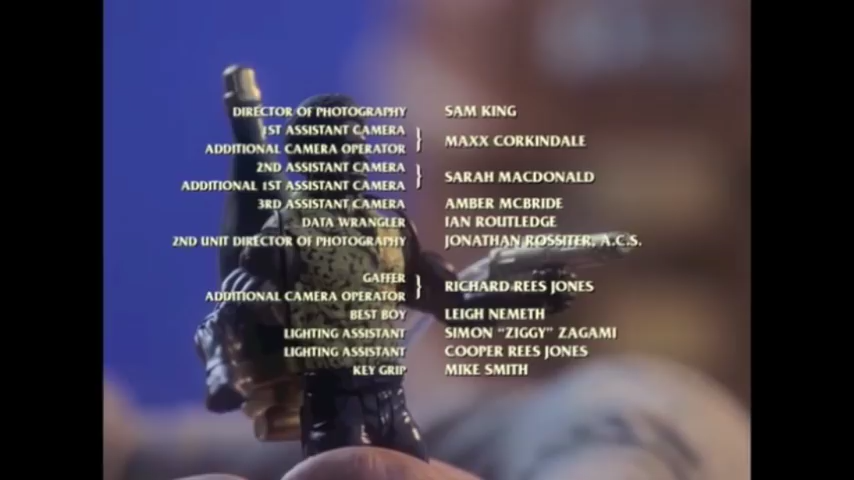 DIRECTOR OF PHOTOGRAPHY SAM KING
1ST ASSISTANT CAMERA
ADDITIONAL CAMERA OPERATOR } MAXX CORKINDALE
2ND ASSISTANT CAMERA
ADDITIONAL 1ST ASSISTANT CAMERA } SARAH MACDONALD
3RD ASSISTANT CAMERA AMBER MCBRIDE
DATA WRANGLER IAN ROUTLEDGE
2ND UNIT DIRECTOR OF PHOTOGRAPHY JONATHAN ROSSITER, A.C.S.
GAFFER
ADDITIONAL CAMERA OPERATOR } RICHARD REES JONES
BEST BOY LEIGH NEMETH
LIGHTING ASSISTANT SIMON "ZIGGY" ZAGAMI
LIGHTING ASSISTANT COOPER REES JONES
KEY GRIP MIKE SMITH